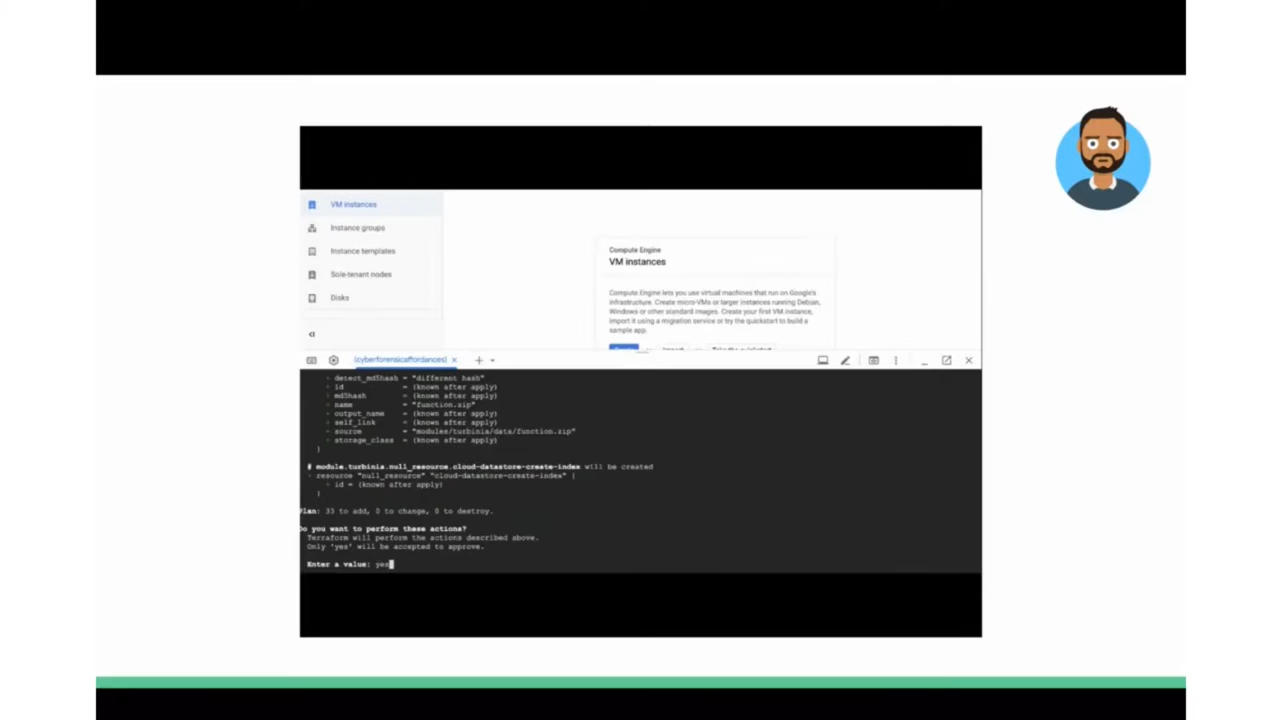 VM instances
Instance groups
Instance templates
Sole-tenant nodes
Disks
Compute Engine
VM instances
Compute Engine lets you use virtual machines that run on Google's
infrastructure. Create micro-VMs or larger instances running Debian,
Windows or other standard images. Create your first VM instance,
import it using a migration service or try the quickstart to build a
sample app.
(cyberforensicaffordances)
detect_md5hash = "different hash"
id = (known after apply)
md5hash = (known after apply)
name = "function.zip"
output_name = (known after apply)
self_link = (known after apply)
source = "modules/turbinia/data/function.zip"
storage_class = (known after apply)
}
# module.turbinia.null_resource.cloud-datastore-create-index will be created
resource "null_resource" "cloud-datastore-create-index" {
id = (known after apply)
}
Plan: 33 to add, 0 to change, 0 to destroy.
Do you want to perform these actions?
Terraform will perform the actions described above.
Only 'yes' will be accepted to approve.
Enter a value: yes